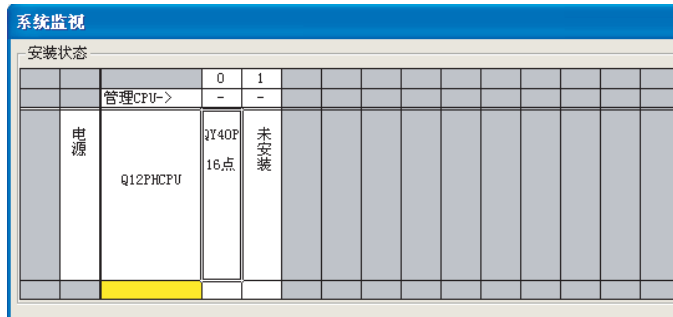 系统监视
安装状态
0 1
管理CPU-> - -
电源
Q12PHCPU
QY40P
16点
未安装